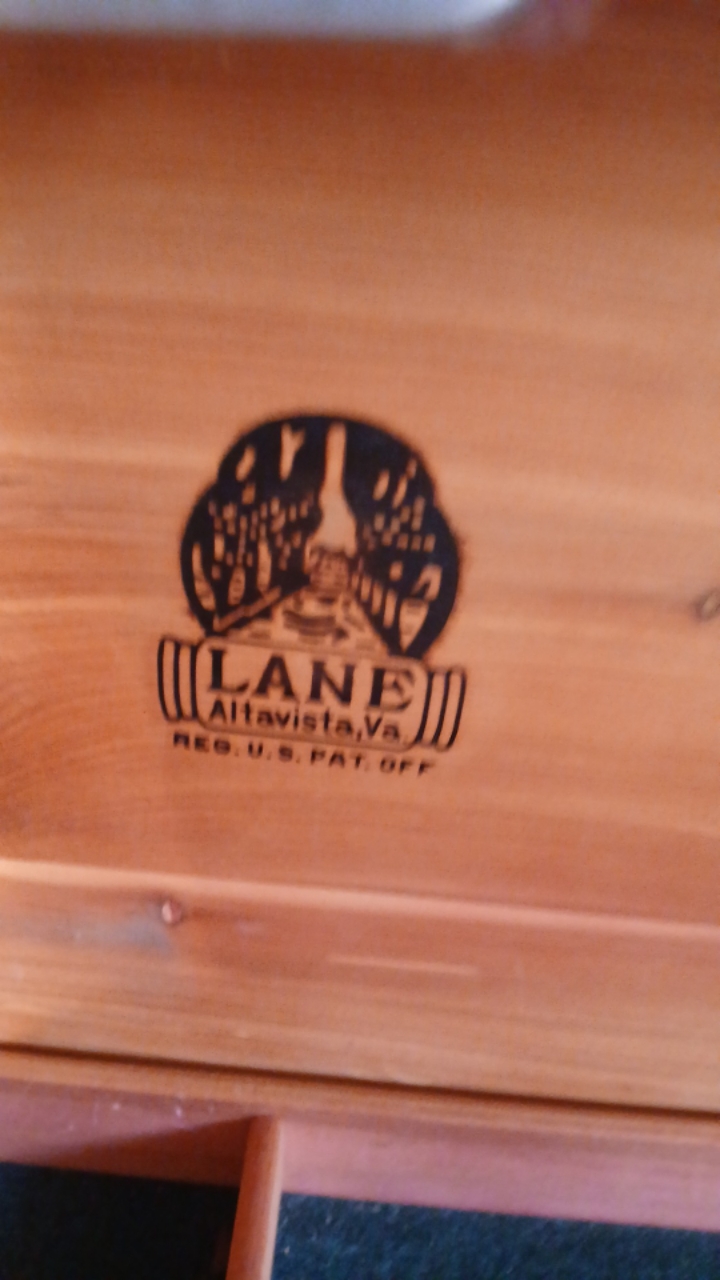 LANE
Altavista,Va.
REG. U.S. PAT. OFF